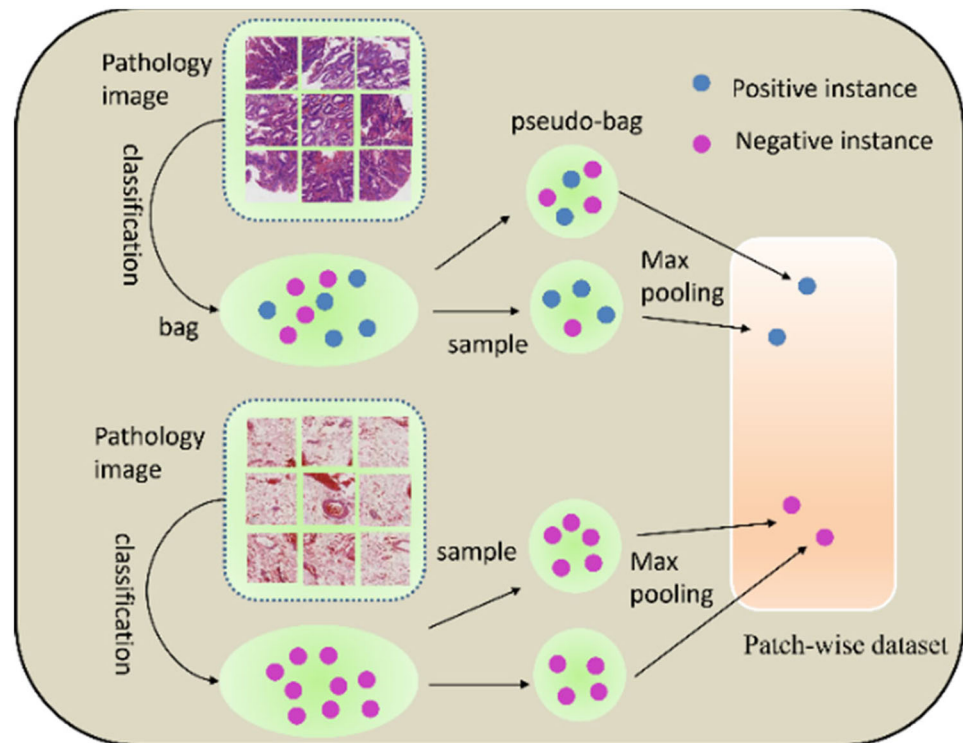 Pathology
image
classification
bag
pseudo-bag
sample
Max
pooling
Positive instance
Negative instance
Pathology
image
classification
sample
Max
pooling
Patch-wise dataset